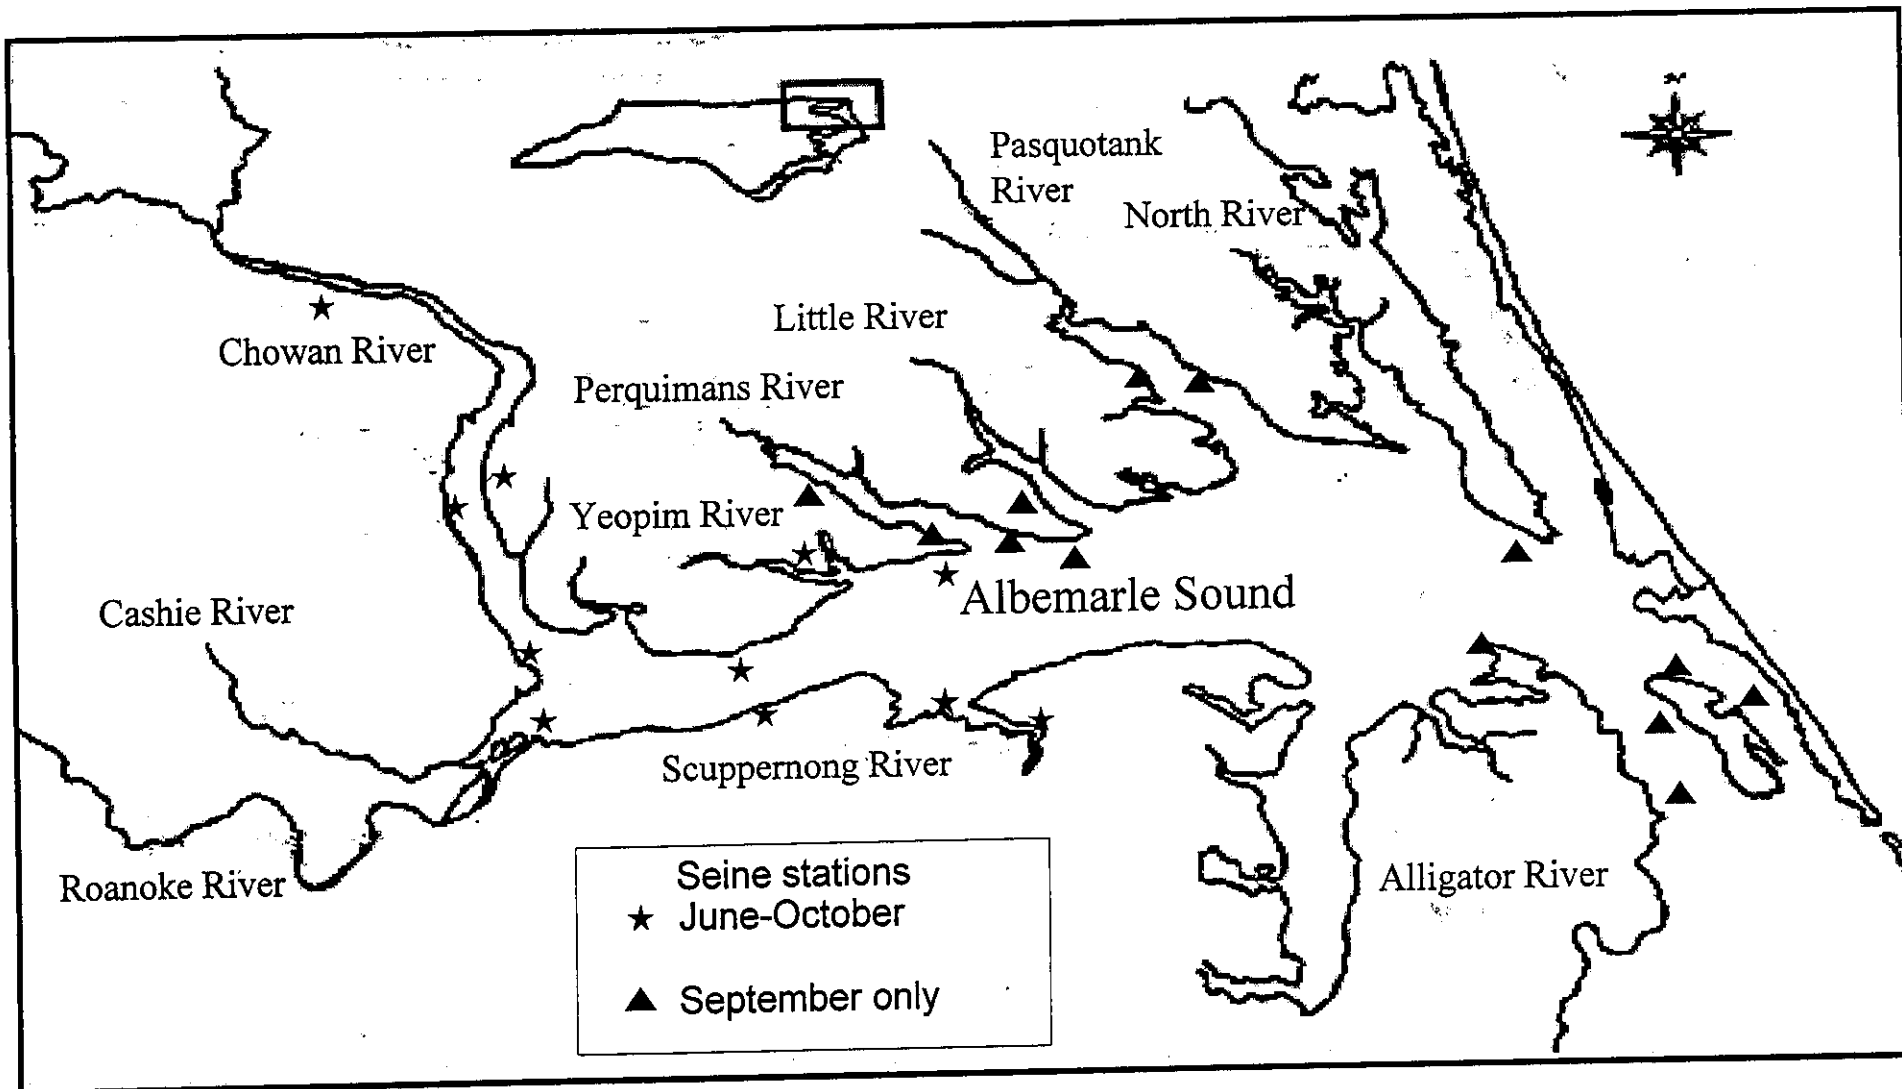 Pasquotank
River
North River
Little River
Chowan River
Perquimans River
Yeopim River
Albemarle Sound
Cashie River
Scuppernong River
Roanoke River
Alligator River
Seine stations
June-October
September only